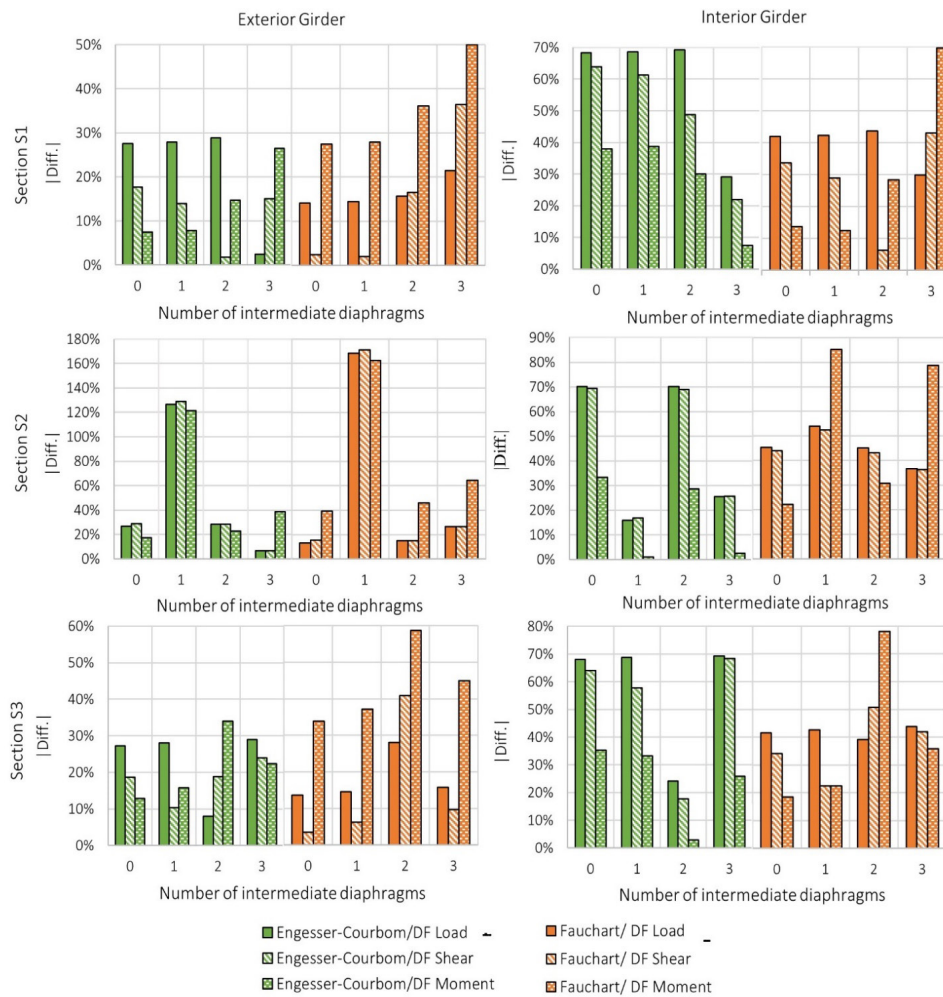 Exterior Girder
Interior Girder
Section S1
|Diff.|
50%
40%
30%
20%
10%
0%
0 1 2 3 0 1 2 3
Number of intermediate diaphragms
|Diff.|
70%
60%
50%
40%
30%
20%
10%
0%
0 1 2 3 0 1 2 3
Number of intermediate diaphragms
Section S2
|Diff.|
180%
160%
140%
120%
100%
80%
60%
40%
20%
0%
0 1 2 3 0 1 2 3
Number of intermediate diaphragms
|Diff.|
90%
80%
70%
60%
50%
40%
30%
20%
10%
0%
0 1 2 3 0 1 2 3
Number of intermediate diaphragms
Section S3
|Diff.|
60%
50%
40%
30%
20%
10%
0%
0 1 2 3 0 1 2 3
Number of intermediate diaphragms
|Diff.|
80%
70%
60%
50%
40%
30%
20%
10%
0%
0 1 2 3 0 1 2 3
Number of intermediate diaphragms
Engesser-Courbom/DF Load
Engesser-Courbom/DF Shear
Engesser-Courbom/DF Moment
Fauchart/ DF Load
Fauchart/ DF Shear
Fauchart/ DF Moment